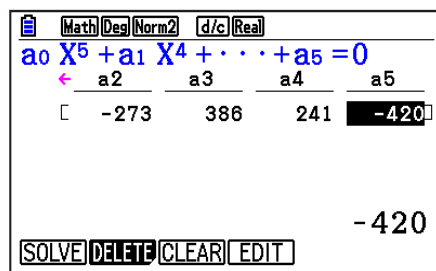 Math Deg Norm2 d/c Real
a0 X⁵ +a1 X⁴ +· · · +a5 =0
a2 a3 a4 a5
-273 386 241 -420
-420
SOLVE DELETE CLEAR EDIT